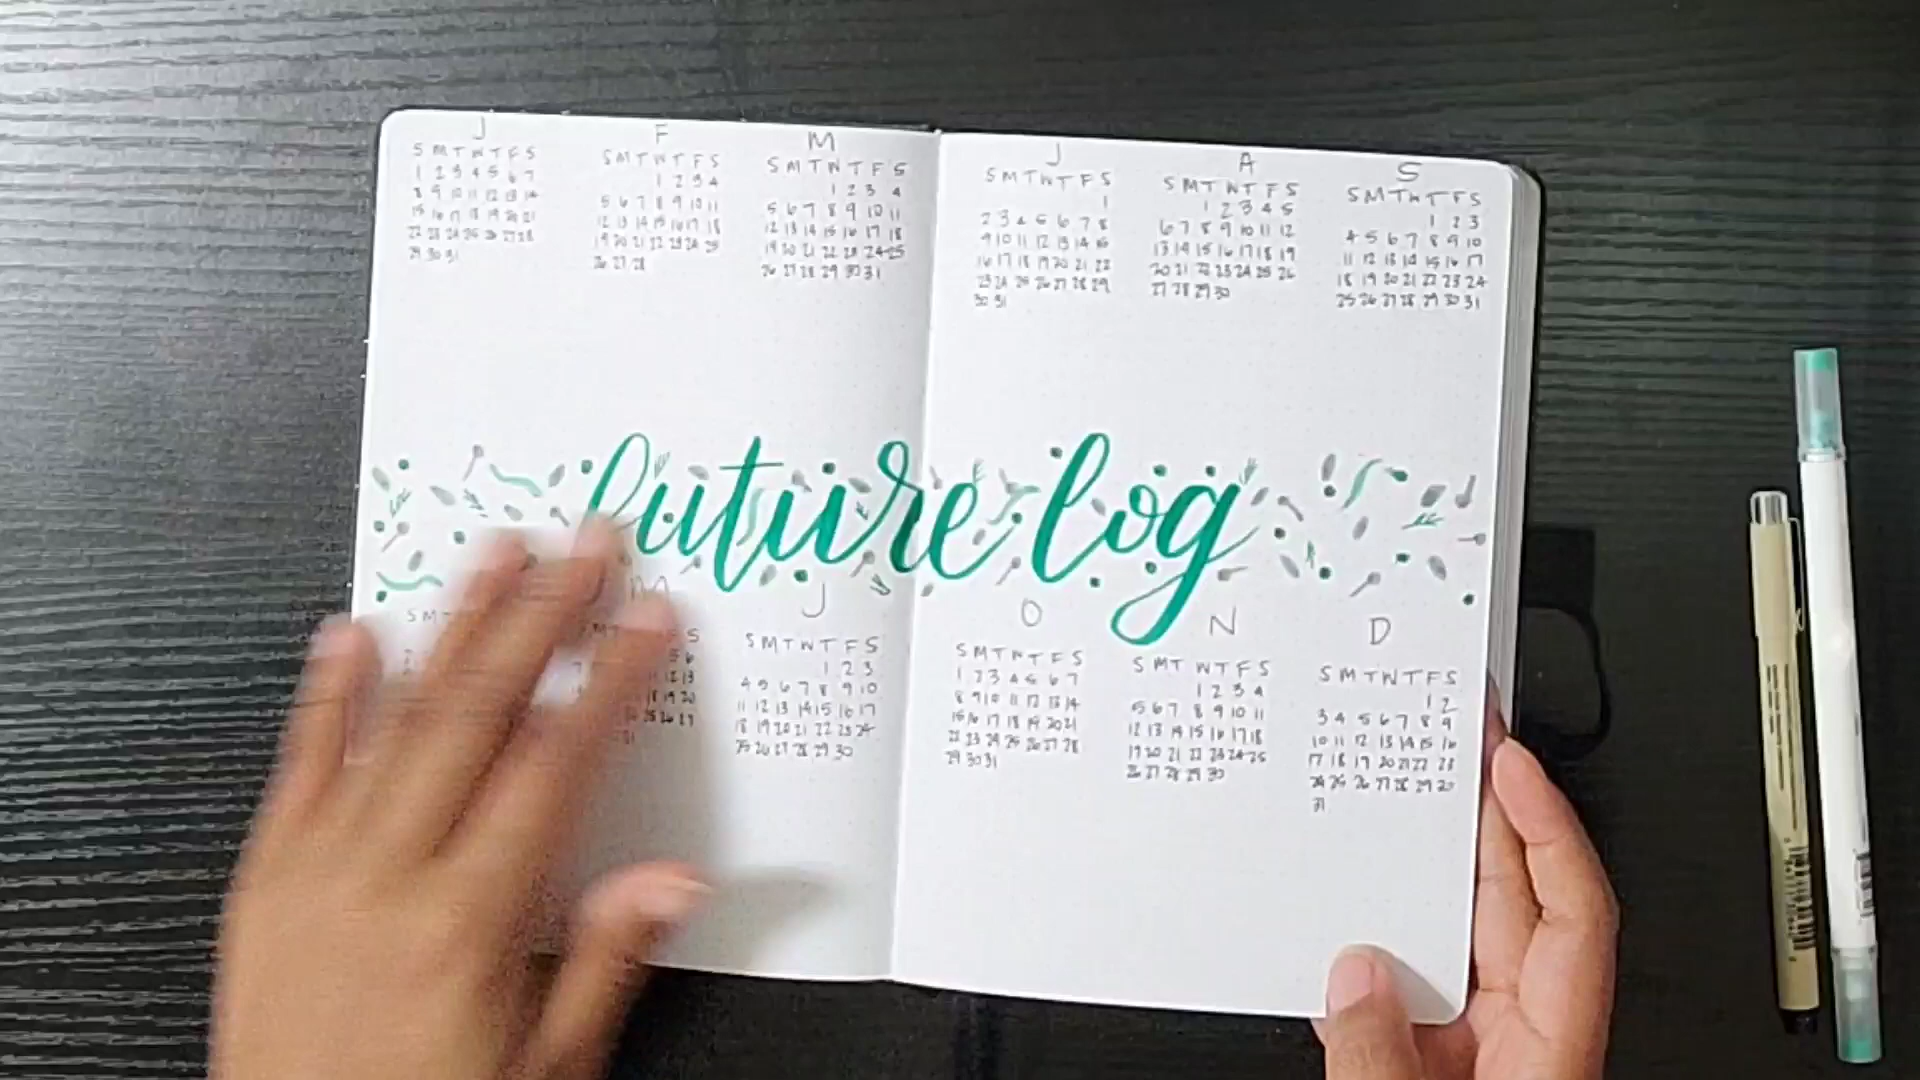 J
S M T W T F S
1 2 3 4 5 6 7
8 9 10 11 12 13 14
15 16 17 18 19 20 21
22 23 24 25 26 27 28
29 30 31
F
S M T W T F S
1 2 3 4
5 6 7 8 9 10 11
12 13 14 15 16 17 18
19 20 21 22 23 24 25
26 27 28
M
S M T W T F S
1 2 3 4
5 6 7 8 9 10 11
12 13 14 15 16 17 18
19 20 21 22 23 24 25
26 27 28 29 30 31
J
S M T W T F S
1
2 3 4 5 6 7 8
9 10 11 12 13 14 15
16 17 18 19 20 21 22
23 24 25 26 27 28 29
30 31
A
S M T W T F S
1 2 3 4 5
6 7 8 9 10 11 12
13 14 15 16 17 18 19
20 21 22 23 24 25 26
27 28 29 30
S
S M T W T F S
1 2 3
4 5 6 7 8 9 10
11 12 13 14 15 16 17
18 19 20 21 22 23 24
25 26 27 28 29 30 31
future log
S M
M
S
5 6
12 13
18 19 20
25 26 27
31
J
S M T W T F S
1 2 3
4 5 6 7 8 9 10
11 12 13 14 15 16 17
18 19 20 21 22 23 24
25 26 27 28 29 30
O
S M T W T F S
1 2 3 4 5 6 7
8 9 10 11 12 13 14
15 16 17 18 19 20 21
22 23 24 25 26 27 28
29 30 31
N
S M T W T F S
1 2 3 4
5 6 7 8 9 10 11
12 13 14 15 16 17 18
19 20 21 22 23 24 25
26 27 28 29 30
D
S M T W T F S
1 2
3 4 5 6 7 8 9
10 11 12 13 14 15 16
17 18 19 20 21 22 23
24 25 26 27 28 29 30
31